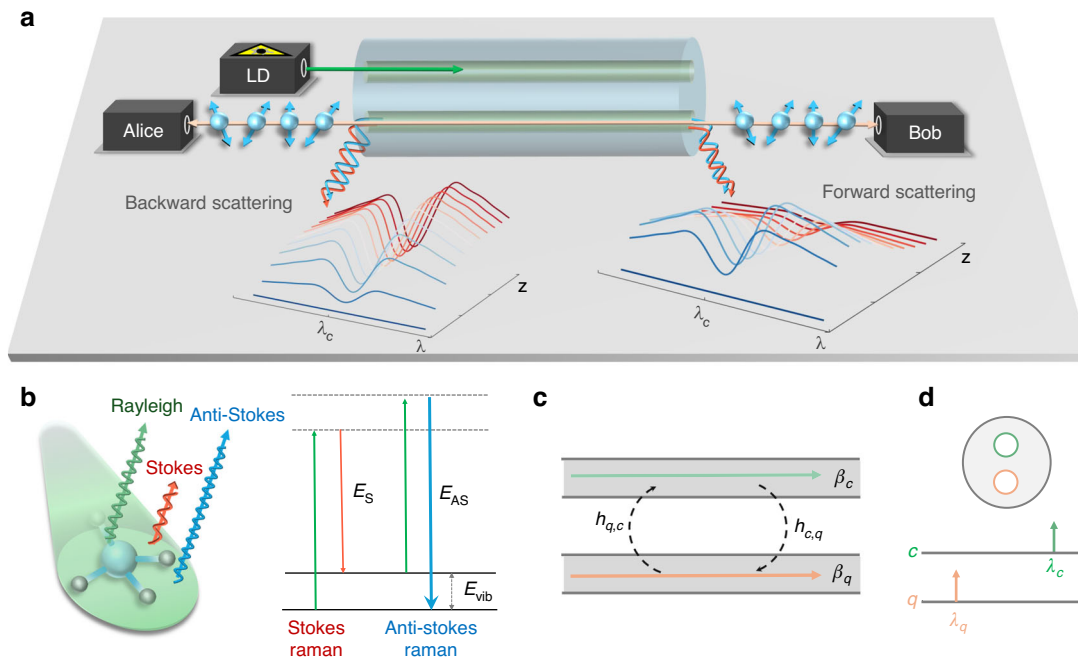 a
LD
Alice
Bob
Backward scattering
Forward scattering
z
λc
λ
z
λc
λ
b
Rayleigh
Anti-Stokes
Stokes
ES
EAS
Evib
Stokes
raman
Anti-stokes
raman
c
βc
hq,c
hc,q
βq
d
c
λc
q
λq